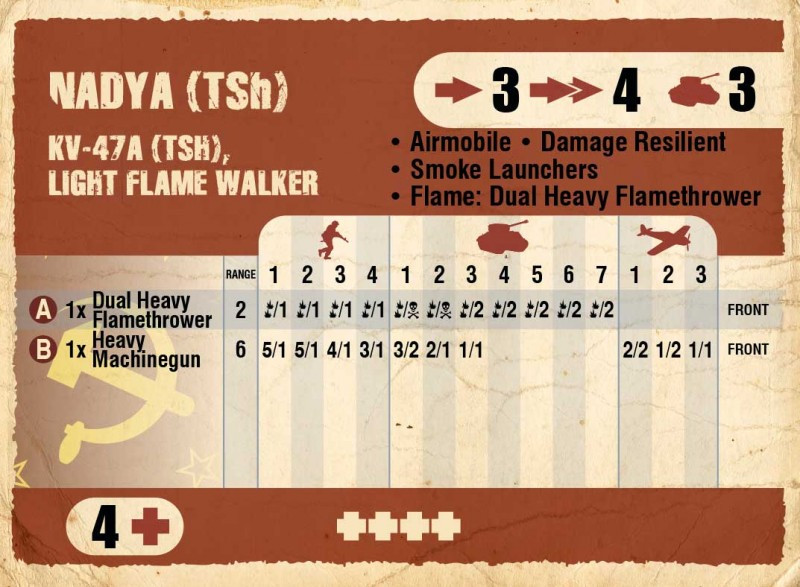 NADYA (TSh)
3 4 3
KV-47A (TSH),
LIGHT FLAME WALKER
• Airmobile • Damage Resilient
• Smoke Launchers
• Flame: Dual Heavy Flamethrower
RANGE 1 2 3 4 1 2 3 4 5 6 7 1 2 3
A 1x Dual Heavy Flamethrower 2 /1 /1 /1 /1 / / /2 /2 /2 /2 /2 FRONT
B 1x Heavy Machinegun 6 5/1 5/1 4/1 3/1 3/2 2/1 1/1 2/2 1/2 1/1 FRONT
4